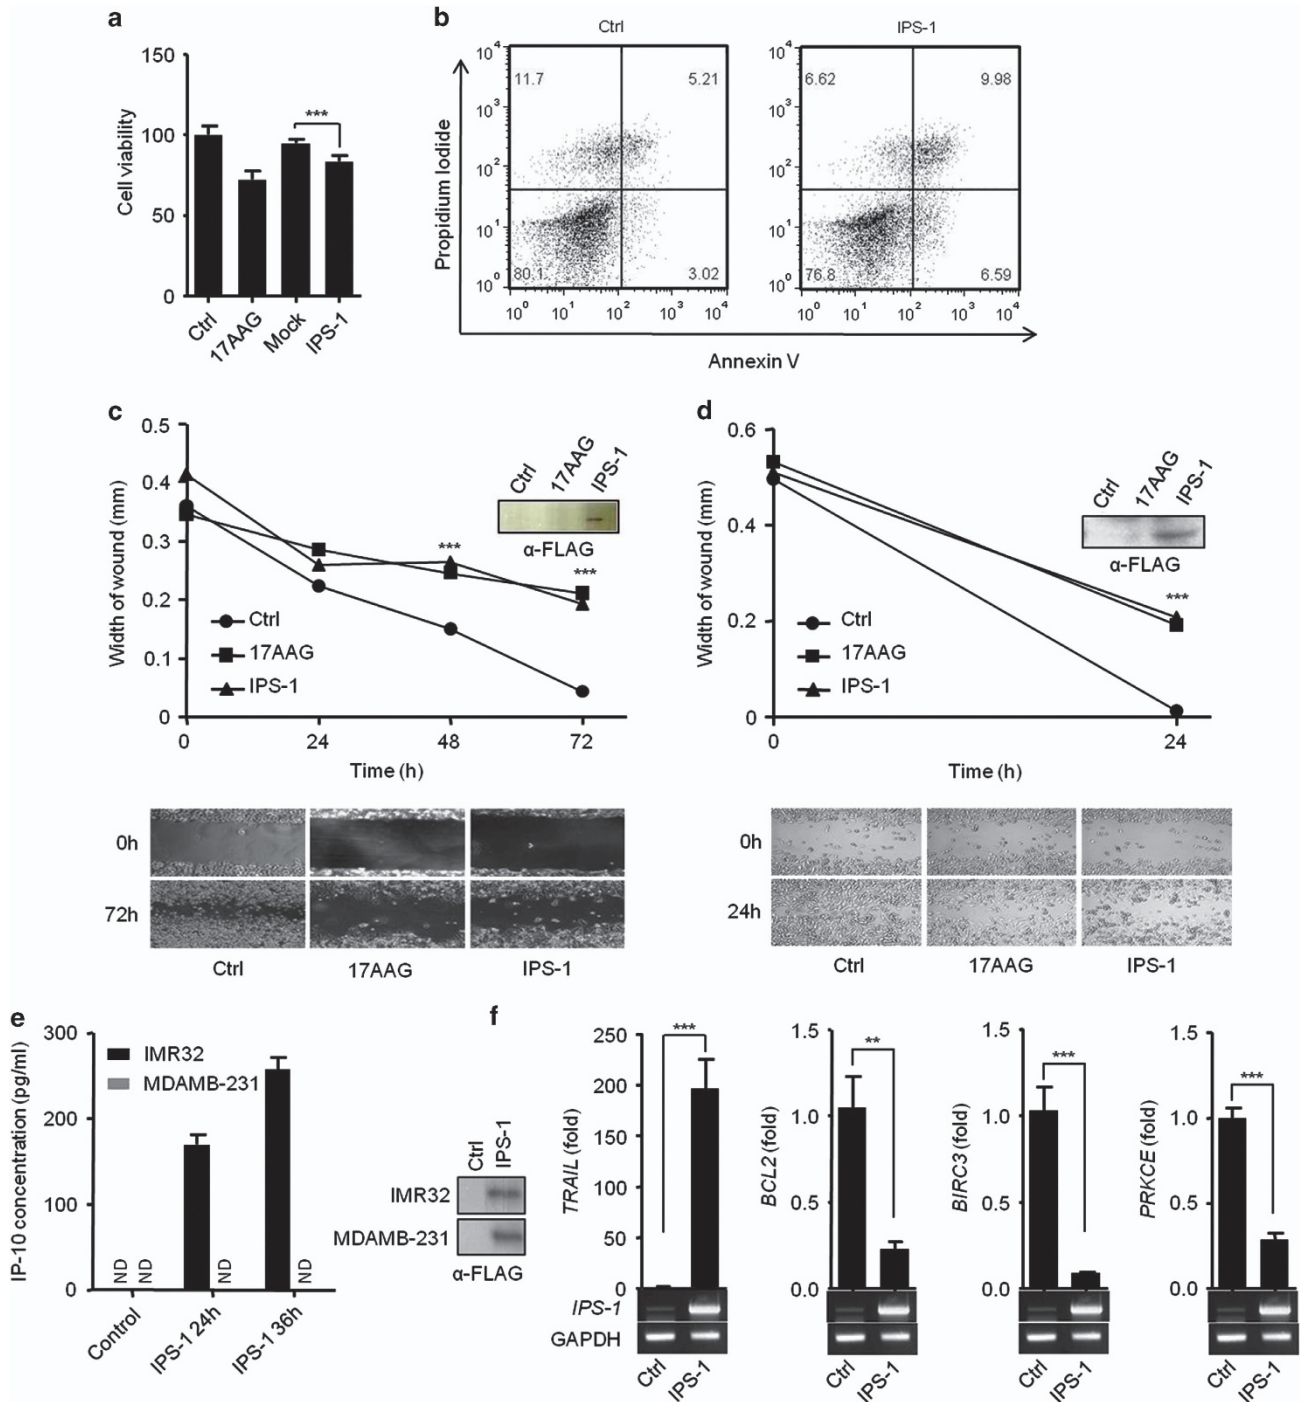 a
150
100
50
0
Cell viability
***
Ctrl
17AAG
Mock
IPS-1
b
Ctrl
IPS-1
10⁴
10³
10²
10¹
10⁰
11.7
5.21
80.1
3.02
10⁰ 10¹ 10² 10³ 10⁴
10⁴
10³
10²
10¹
10⁰
6.62
9.98
76.8
6.59
10⁰ 10¹ 10² 10³ 10⁴
Propidium Iodide
Annexin V
c
0.5
0.4
0.3
0.2
0.1
0
Width of wound (mm)
Ctrl
17AAG
IPS-1
α-FLAG
***
***
Ctrl
17AAG
IPS-1
0 24 48 72
Time (h)
0h
72h
Ctrl 17AAG IPS-1
d
0.6
0.4
0.2
0
Width of wound (mm)
Ctrl
17AAG
IPS-1
α-FLAG
***
Ctrl
17AAG
IPS-1
0 24
Time (h)
0h
24h
Ctrl 17AAG IPS-1
e
300
200
100
0
IP-10 concentration (pg/ml)
IMR32
MDAMB-231
ND ND ND ND
Control
IPS-1 24h
IPS-1 36h
Ctrl
IPS-1
IMR32
MDAMB-231
α-FLAG
f
250
200
150
100
50
0
TRAIL (fold)
***
IPS-1
GAPDH
Ctrl
IPS-1
1.5
1.0
0.5
0.0
BCL2 (fold)
**
Ctrl
IPS-1
1.5
1.0
0.5
0.0
BIRC3 (fold)
***
Ctrl
IPS-1
1.5
1.0
0.5
0.0
PRKCE (fold)
***
Ctrl
IPS-1